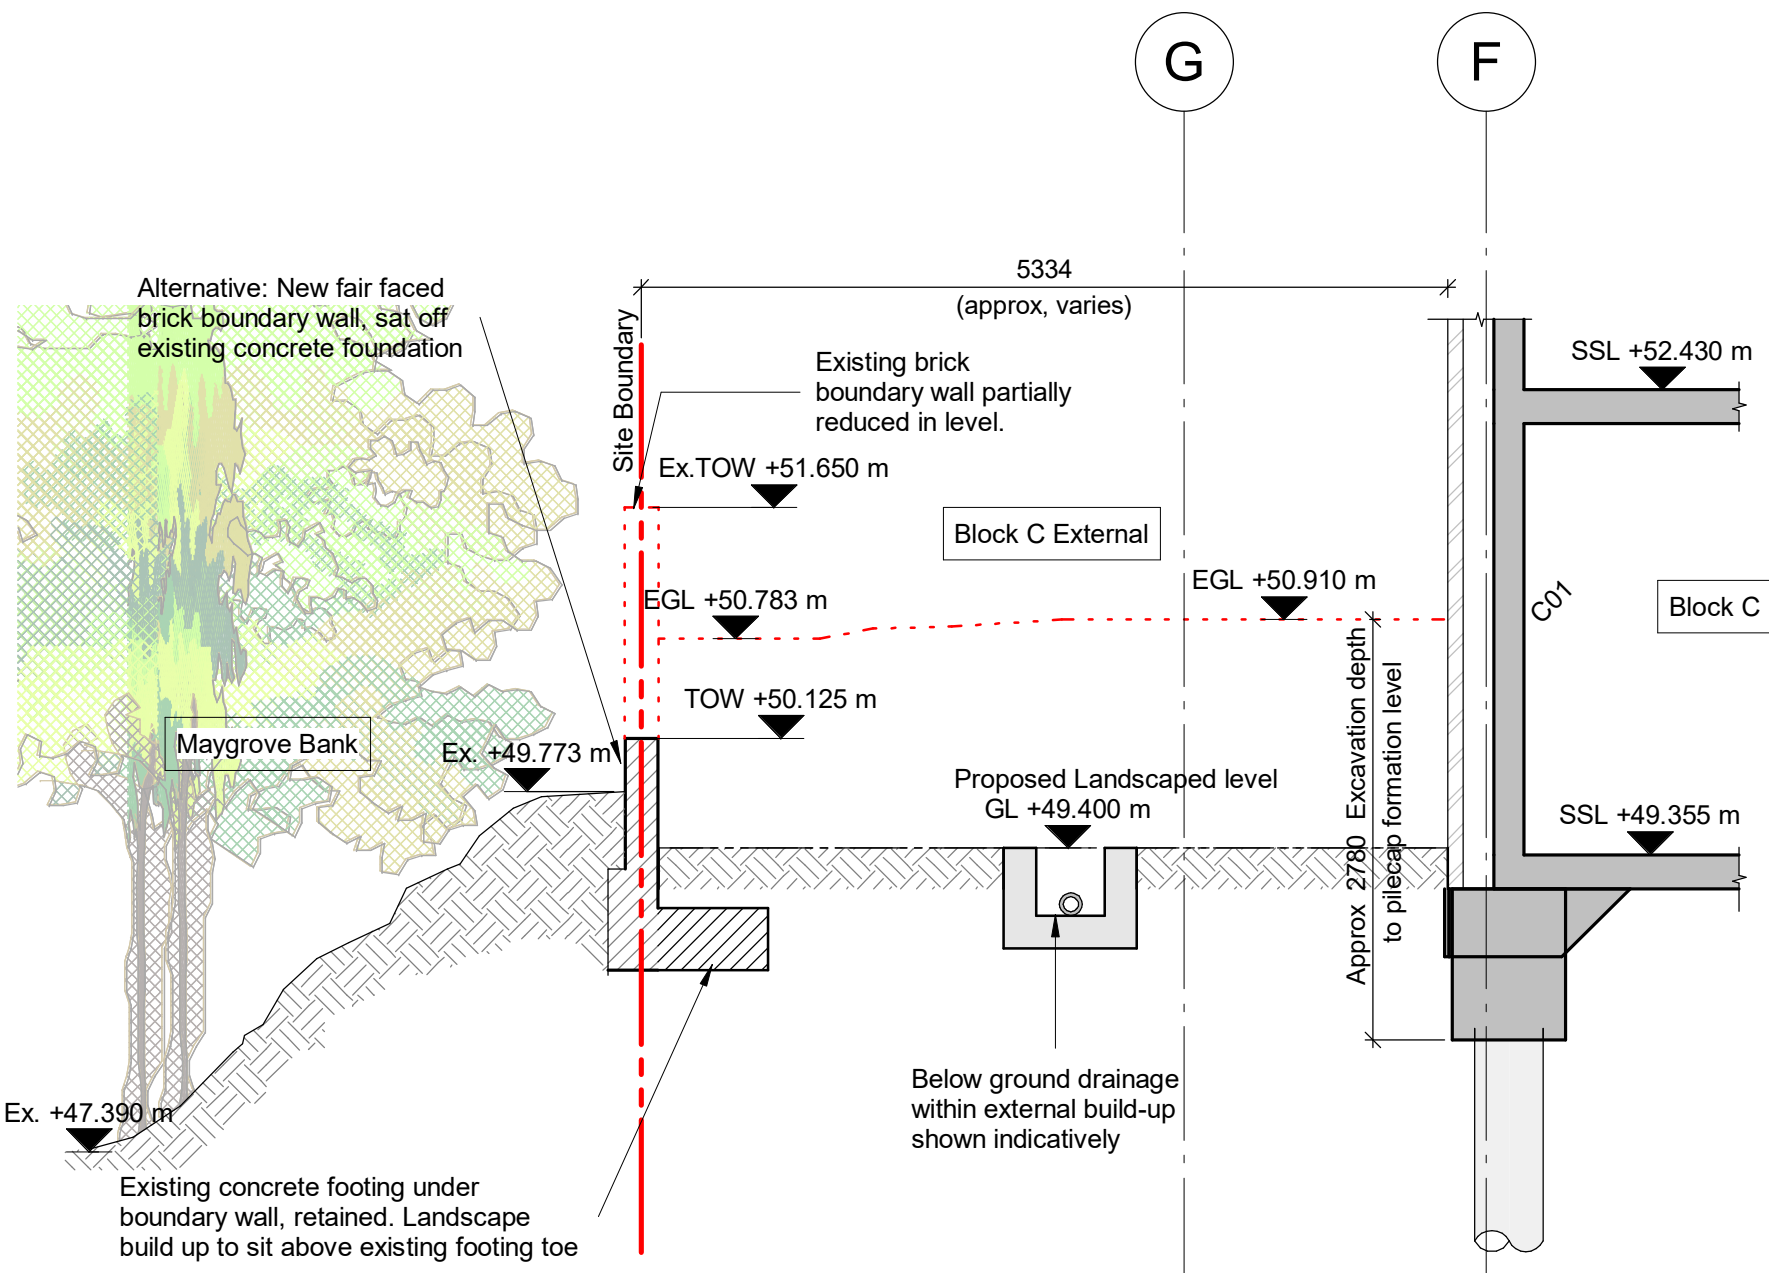 G
F
5334
(approx, varies)
Alternative: New fair faced
brick boundary wall, sat off
existing concrete foundation
Site Boundary
Existing brick
boundary wall partially
reduced in level.
SSL +52.430 m
Ex.TOW +51.650 m
Block C External
EGL +50.783 m
EGL +50.910 m
C01
Block C
TOW +50.125 m
Maygrove Bank
Ex. +49.773 m
Proposed Landscaped level
GL +49.400 m
Approx 2780 Excavation depth
to pilecap formation level
SSL +49.355 m
Below ground drainage
within external build-up
shown indicatively
Ex. +47.390 m
Existing concrete footing under
boundary wall, retained. Landscape
build up to sit above existing footing toe